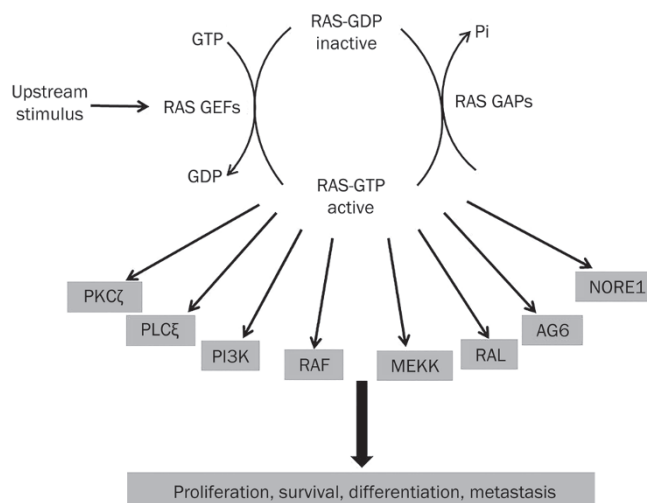 RAS-GDP
inactive
GTP
Pi
Upstream
stimulus
RAS GEFs
RAS GAPs
GDP
RAS-GTP
active
PKCζ
PLCξ
PI3K
RAF
MEKK
RAL
AG6
NORE1
Proliferation, survival, differentiation, metastasis